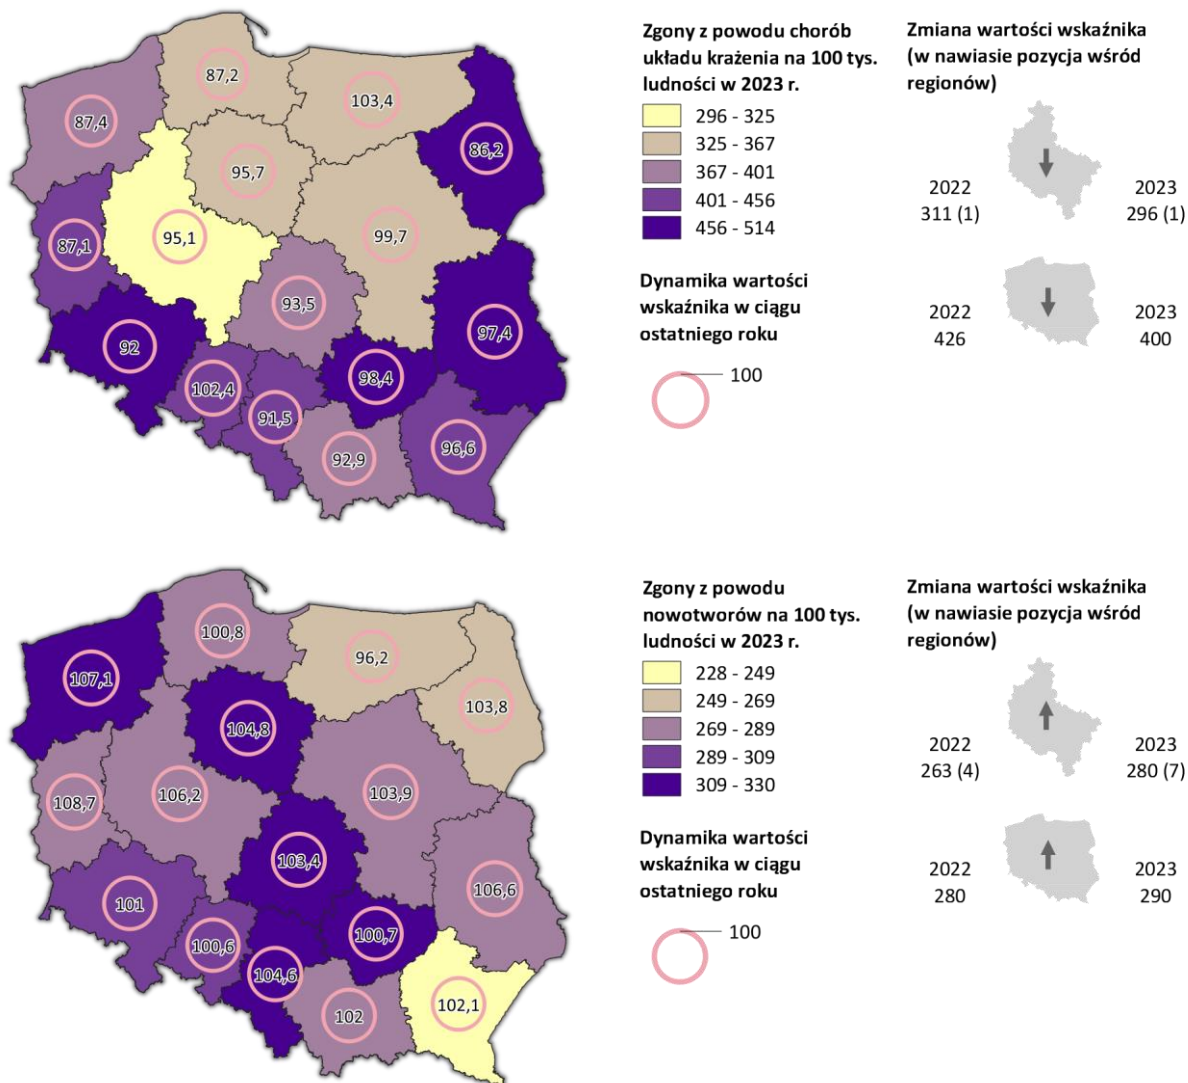 87,2
103,4
87,4
86,2
95,7
99,7
95,1
87,1
93,5
97,4
92
98,4
102,4
91,5
96,6
92,9
Zgony z powodu chorób
układu krażenia na 100 tys.
ludności w 2023 r.
296 - 325
325 - 367
367 - 401
401 - 456
456 - 514
Dynamika wartości
wskaźnika w ciągu
ostatniego roku
100
Zmiana wartości wskaźnika
(w nawiasie pozycja wśród
regionów)
2022
311 (1)
2023
296 (1)
2022
426
2023
400
100,8
96,2
107,1
103,8
104,8
106,2
103,9
108,7
103,4
106,6
101
100,7
100,6
104,6
102,1
102
Zgony z powodu
nowotworów na 100 tys.
ludności w 2023 r.
228 - 249
249 - 269
269 - 289
289 - 309
309 - 330
Dynamika wartości
wskaźnika w ciągu
ostatniego roku
100
Zmiana wartości wskaźnika
(w nawiasie pozycja wśród
regionów)
2022
263 (4)
2023
280 (7)
2022
280
2023
290